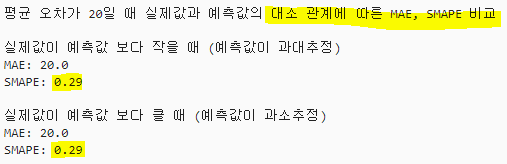 평균 오차가 20일 때 실제값과 예측값의 대소 관계에 따른 MAE, SMAPE 비교
실제값이 예측값 보다 작을 때 (예측값이 과대추정)
MAE: 20.0
SMAPE: 0.29
실제값이 예측값 보다 클 때 (예측값이 과소추정)
MAE: 20.0
SMAPE: 0.29